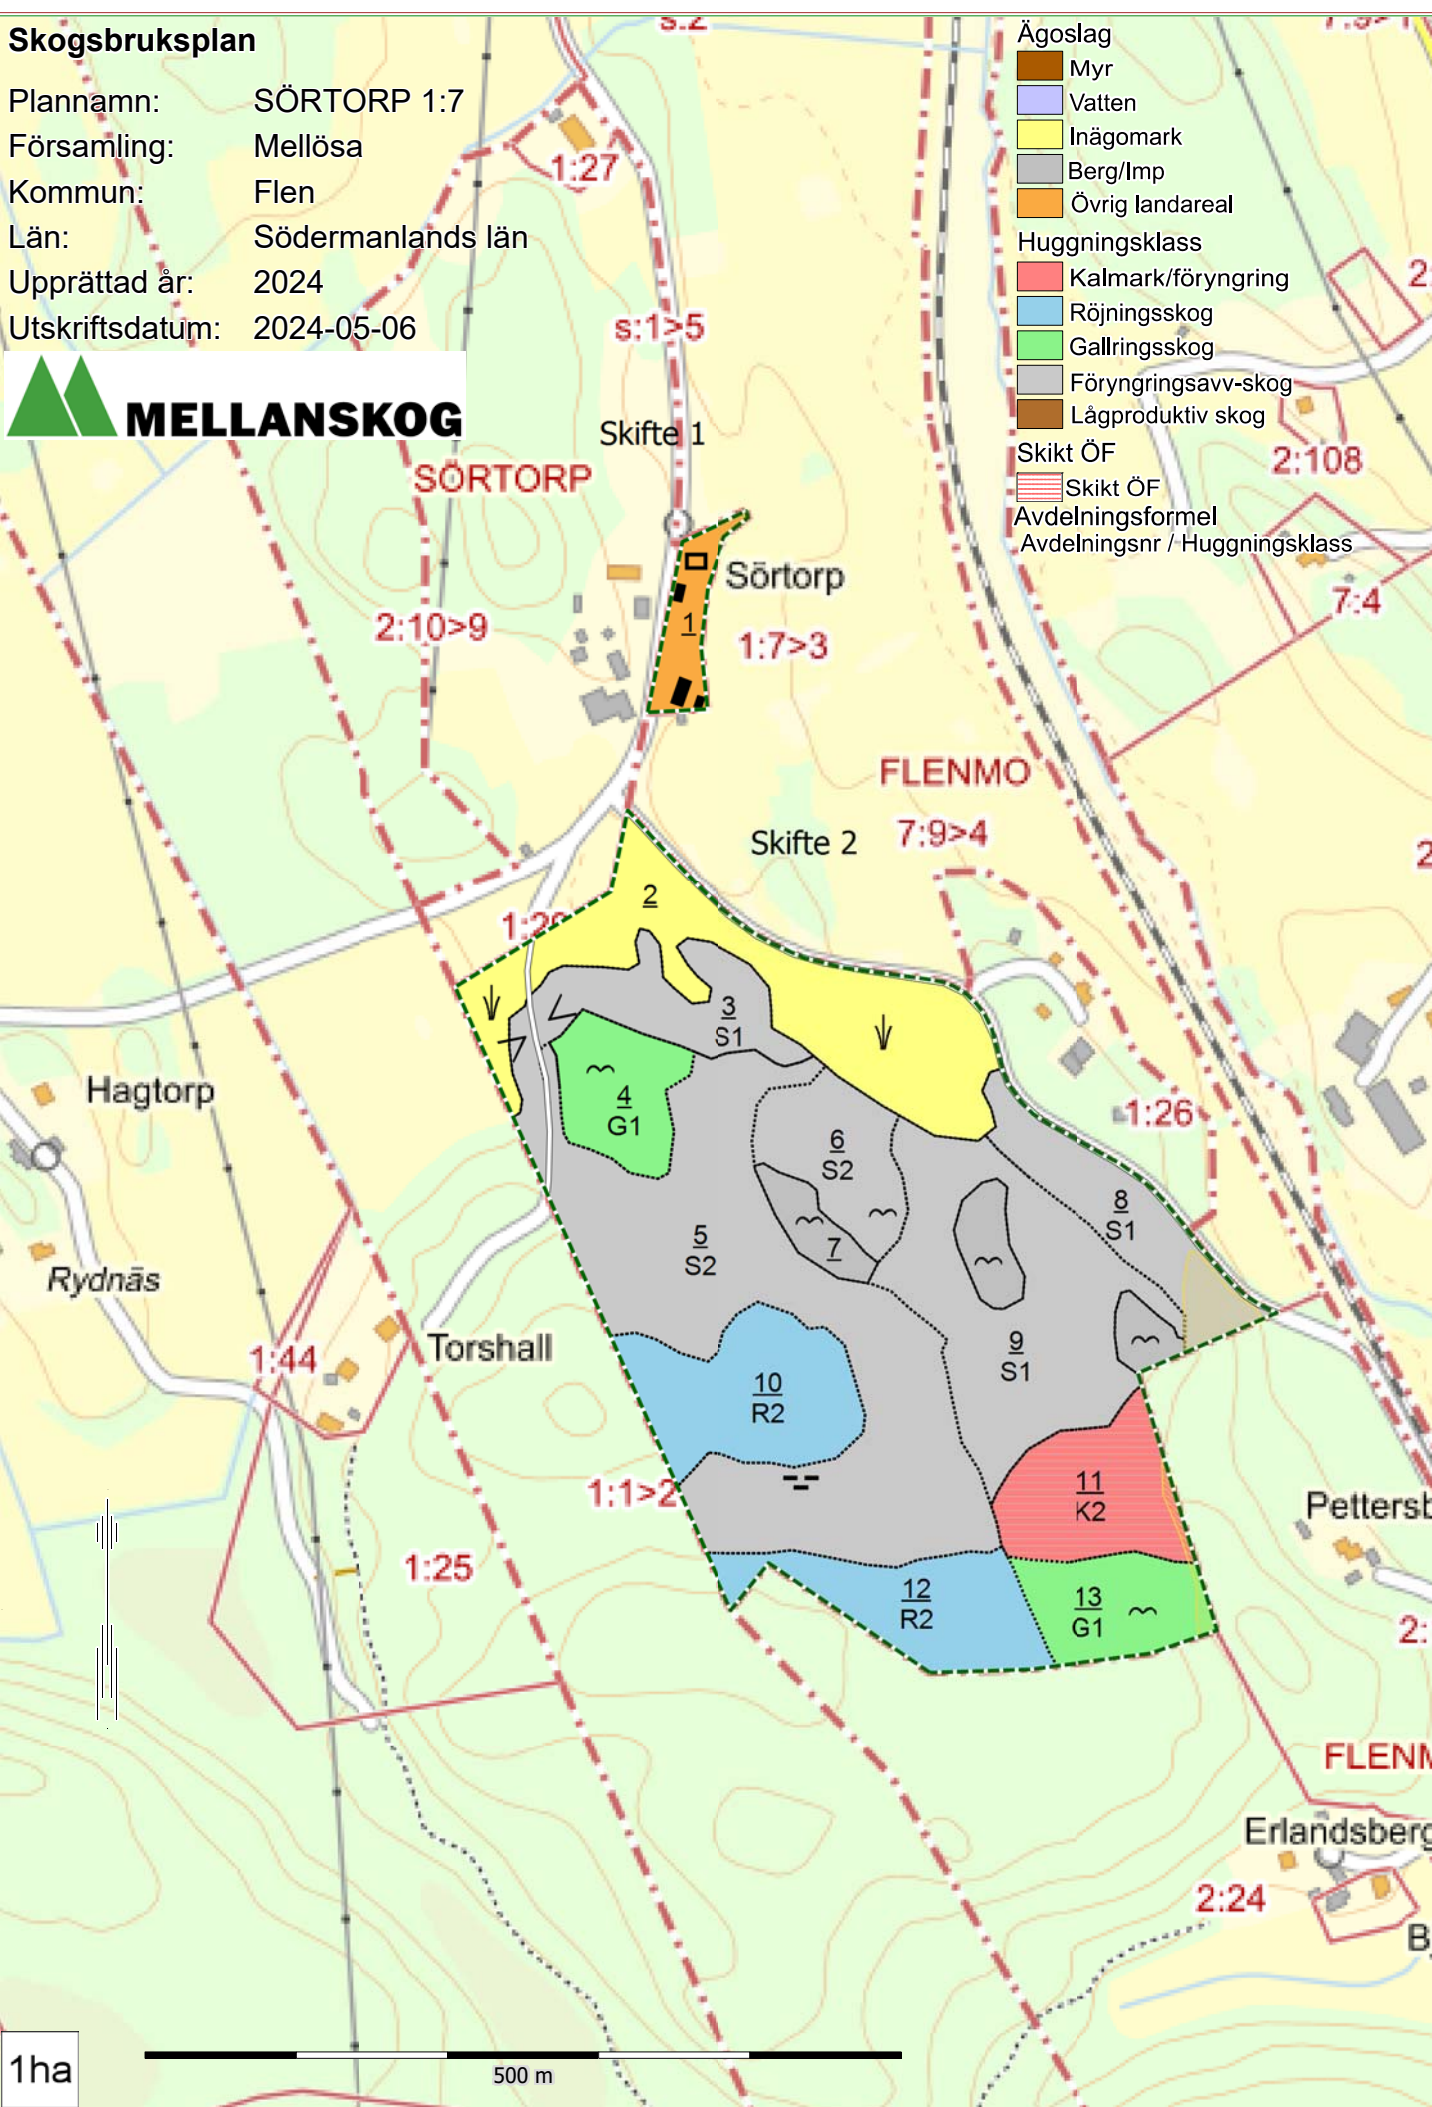 Skogsbruksplan
Plannamn: SÖRTORP 1:7
Församling: Mellösa
Kommun: Flen
Län: Södermanlands län
Upprättad år: 2024
Utskriftsdatum: 2024-05-06
MELLANSKOG
Ägoslag
Myr
Vatten
Inägomark
Berg/Imp
Övrig landareal
Huggningsklass
Kalmark/föryngring
Röjningsskog
Gallringsskog
Föryngringsavv-skog
Lågproduktiv skog
Skikt ÖF
Skikt ÖF
Avdelningsformel
Avdelningsnr / Huggningsklass
s:2
1:27
s:1>5
Skifte 1
SÖRTORP
2:108
Sörtorp
7:4
1
2:10>9
1:7>3
FLENMO
7:9>4
Skifte 2
2
3
S1
Hagtorp
4
G1
1:26
6
S2
8
S1
5
S2
7
Rydnäs
1:44
Torshall
9
S1
10
R2
1:1>2
11
K2
Pettersb
1:25
12
R2
13
G1
2:
FLENM
Erlandsberg
2:24
1ha
500 m